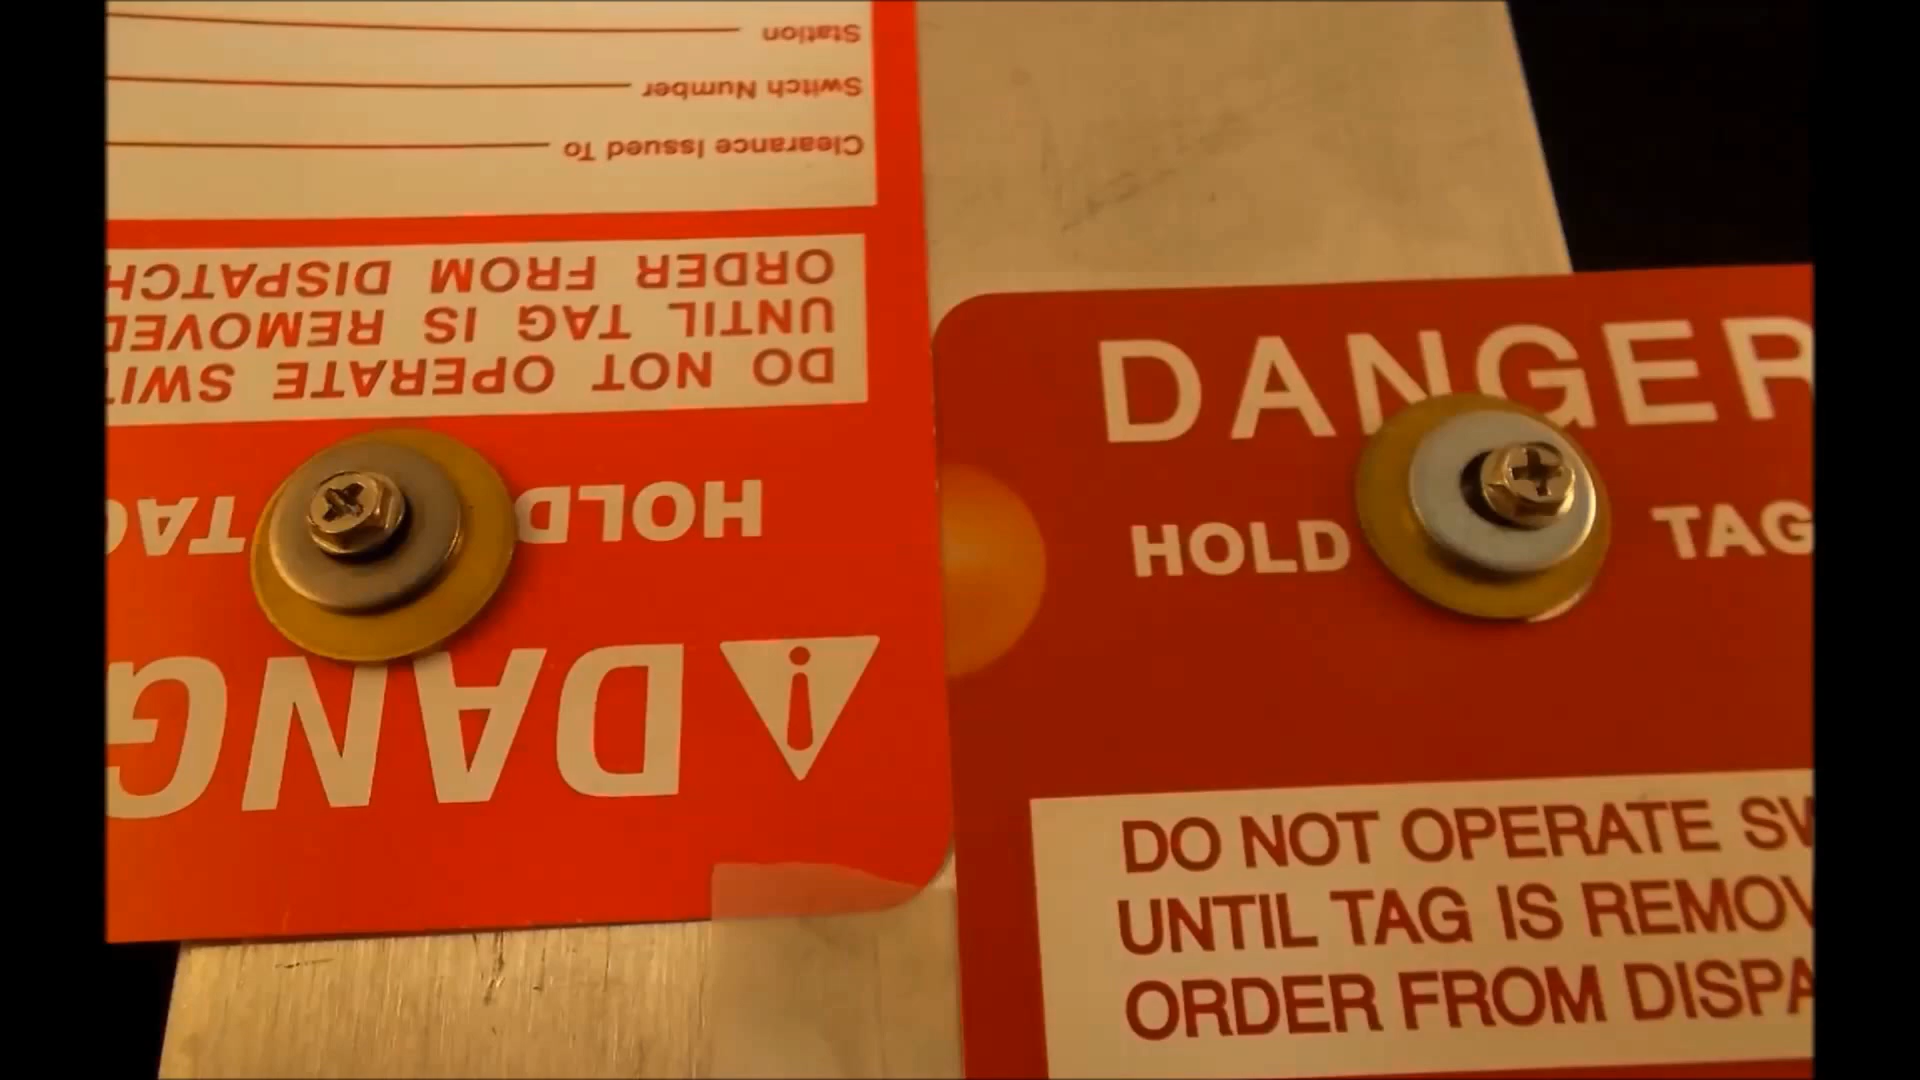 DANGER
HOLD TAG
DO NOT OPERATE SW
UNTIL TAG IS REMOV
ORDER FROM DISPA
DANG
HOLD TAG
DO NOT OPERATE SWIT
UNTIL TAG IS REMOVED
ORDER FROM DISPATCH
Clearance Issued To
Switch Number
Station